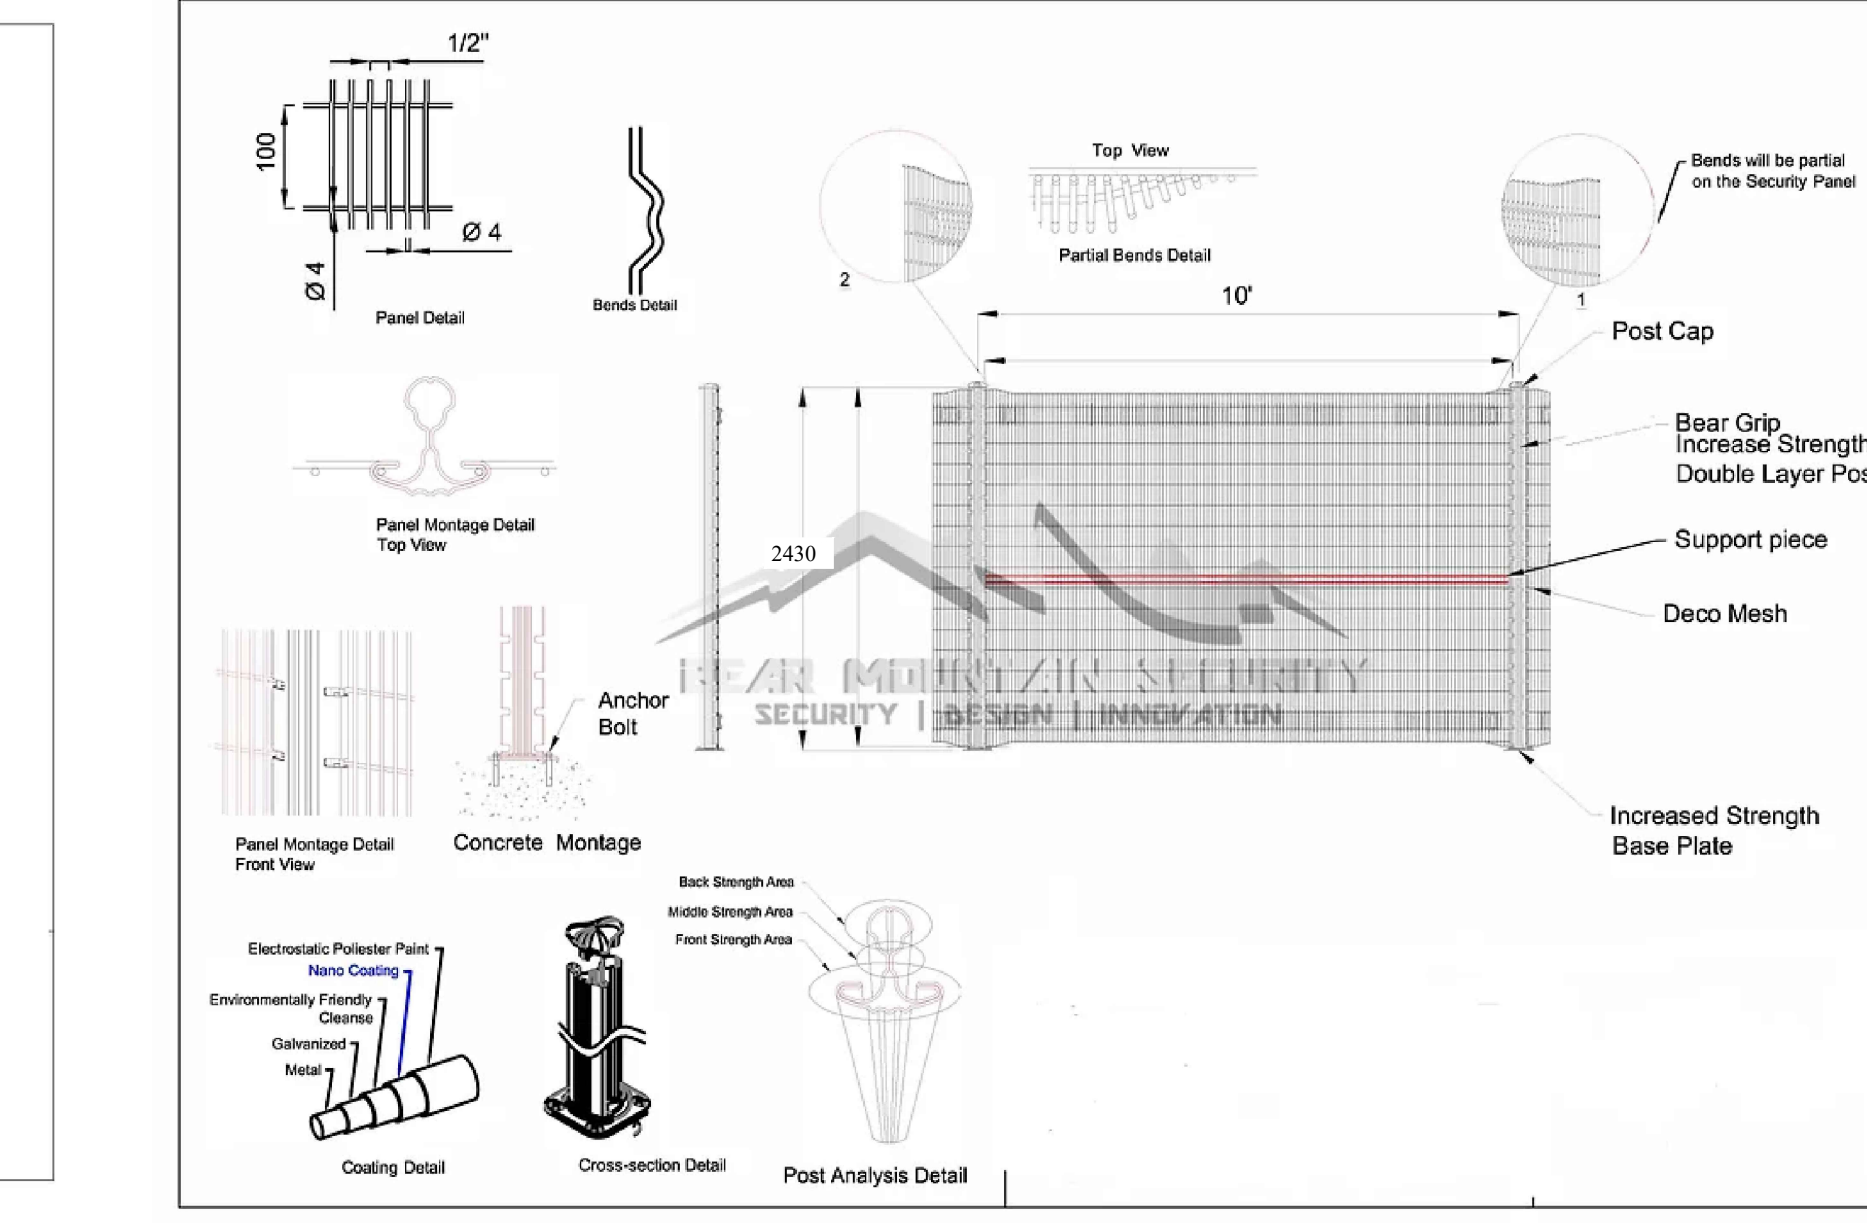 1/2"
100
Ø 4
Ø 4
Panel Detail
Bends Detail
2
Top View
Partial Bends Detail
10'
1
Bends will be partial
on the Security Panel
Post Cap
Bear Grip
Increase Strength
Double Layer Pos
Support piece
Deco Mesh
Increased Strength
Base Plate
2430
BEAR MOUNTAIN SECURITY
SECURITY | DESIGN | INNOVATION
Panel Montage Detail
Top View
Anchor
Bolt
Panel Montage Detail
Front View
Concrete Montage
Back Strength Area
Middle Strength Area
Front Strength Area
Electrostatic Poliester Paint
Nano Coating
Environmentally Friendly
Cleanse
Galvanized
Metal
Coating Detail
Cross-section Detail
Post Analysis Detail